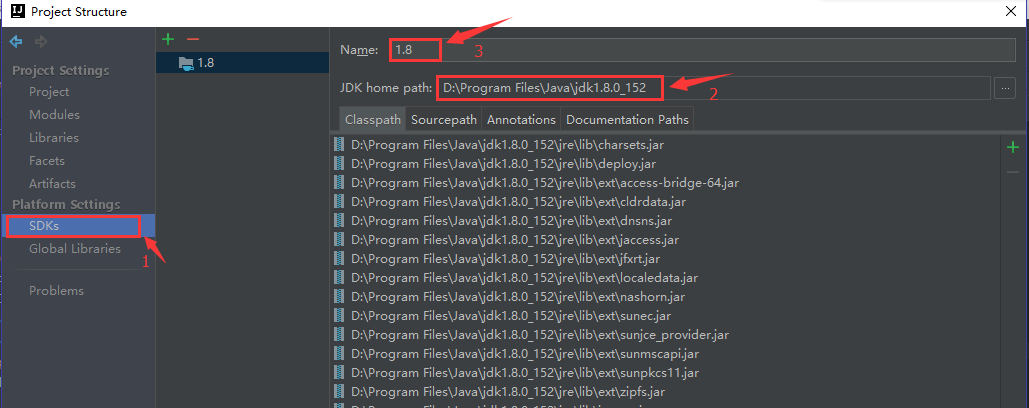 IJ Project Structure
Project Settings
Project
Modules
Libraries
Facets
Artifacts
Platform Settings
SDKs
1
Global Libraries
Problems
1.8
Name: 1.8
3
JDK home path: D:\Program Files\Java\jdk1.8.0_152 ...
2
Classpath Sourcepath Annotations Documentation Paths
D:\Program Files\Java\jdk1.8.0_152\jre\lib\charsets.jar
D:\Program Files\Java\jdk1.8.0_152\jre\lib\deploy.jar
D:\Program Files\Java\jdk1.8.0_152\jre\lib\ext\access-bridge-64.jar
D:\Program Files\Java\jdk1.8.0_152\jre\lib\ext\cldrdata.jar
D:\Program Files\Java\jdk1.8.0_152\jre\lib\ext\dnsns.jar
D:\Program Files\Java\jdk1.8.0_152\jre\lib\ext\jaccess.jar
D:\Program Files\Java\jdk1.8.0_152\jre\lib\ext\jfxrt.jar
D:\Program Files\Java\jdk1.8.0_152\jre\lib\ext\localedata.jar
D:\Program Files\Java\jdk1.8.0_152\jre\lib\ext\nashorn.jar
D:\Program Files\Java\jdk1.8.0_152\jre\lib\ext\sunec.jar
D:\Program Files\Java\jdk1.8.0_152\jre\lib\ext\sunjce_provider.jar
D:\Program Files\Java\jdk1.8.0_152\jre\lib\ext\sunmscapi.jar
D:\Program Files\Java\jdk1.8.0_152\jre\lib\ext\sunpkcs11.jar
D:\Program Files\Java\jdk1.8.0_152\jre\lib\ext\zipfs.jar